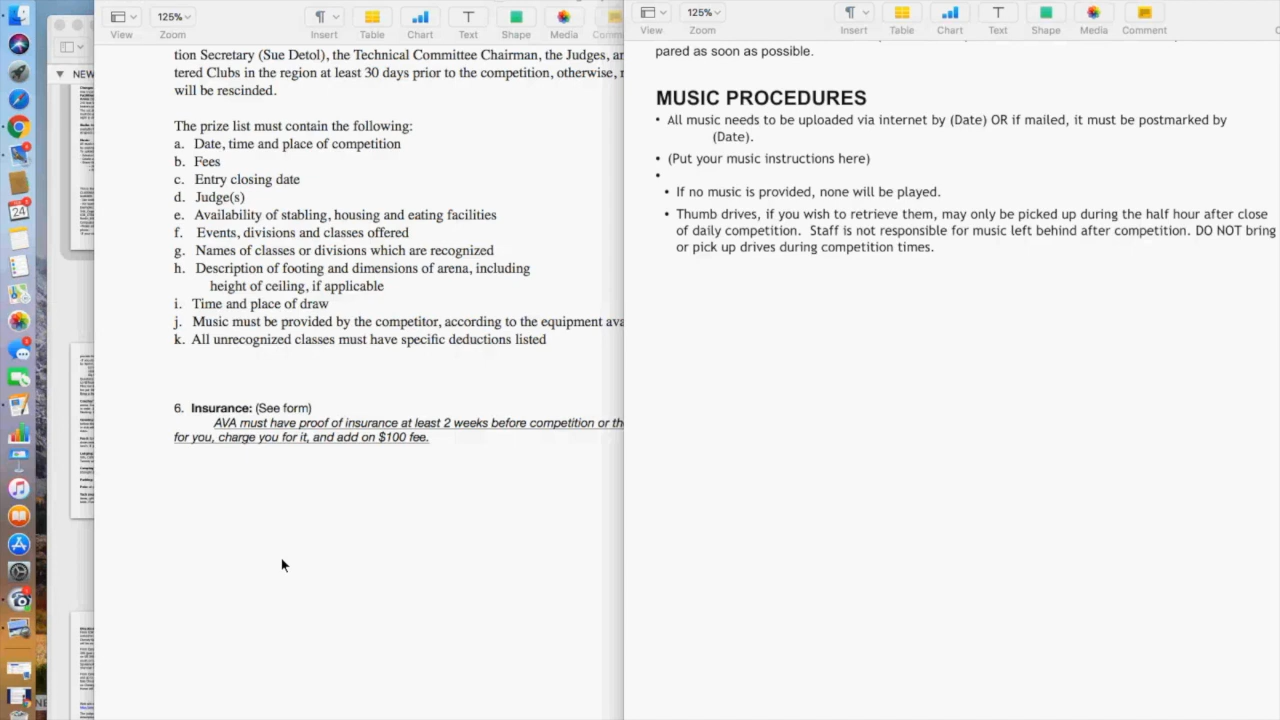 View
125%
Zoom
Insert
Table
Chart
Text
Shape
Media
Comm
NEW
tion Secretary (Sue Detol), the Technical Committee Chairman, the Judges, an
tered Clubs in the region at least 30 days prior to the competition, otherwise, r
will be rescinded.
The prize list must contain the following:
a. Date, time and place of competition
b. Fees
c. Entry closing date
d. Judge(s)
e. Availability of stabling, housing and eating facilities
f. Events, divisions and classes offered
g. Names of classes or divisions which are recognized
h. Description of footing and dimensions of arena, including
height of ceiling, if applicable
i. Time and place of draw
j. Music must be provided by the competitor, according to the equipment ava
k. All unrecognized classes must have specific deductions listed
6. Insurance: (See form)
AVA must have proof of insurance at least 2 weeks before competition or the
for you, charge you for it, and add on $100 fee.
View
125%
Zoom
Insert
Table
Chart
Text
Shape
Media
Comment
pared as soon as possible.
MUSIC PROCEDURES
• All music needs to be uploaded via internet by (Date) OR if mailed, it must be postmarked by
(Date).
• (Put your music instructions here)
•
• If no music is provided, none will be played.
• Thumb drives, if you wish to retrieve them, may only be picked up during the half hour after close
of daily competition. Staff is not responsible for music left behind after competition. DO NOT bring
or pick up drives during competition times.
SEP
24